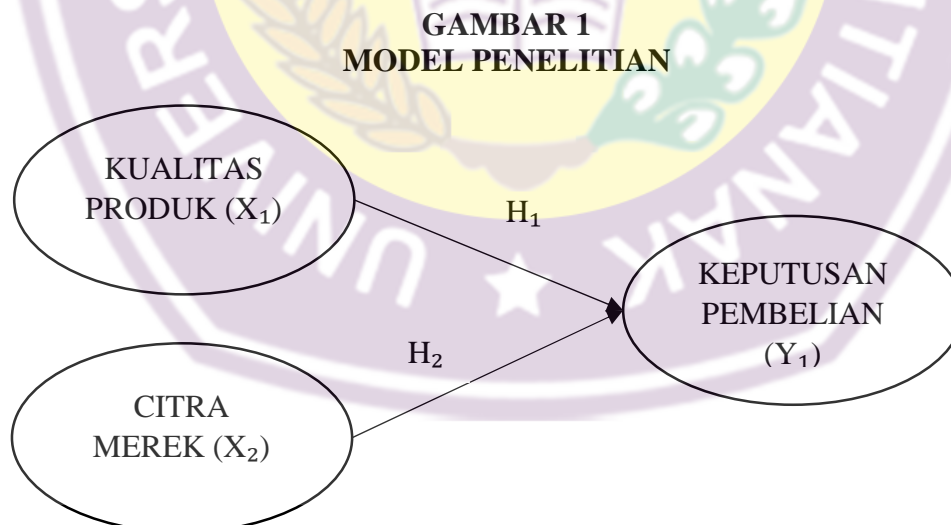 GAMBAR 1
MODEL PENELITIAN
KUALITAS
PRODUK (X₁)
H₁
KEPUTUSAN
PEMBELIAN
(Y₁)
H₂
CITRA
MEREK (X₂)